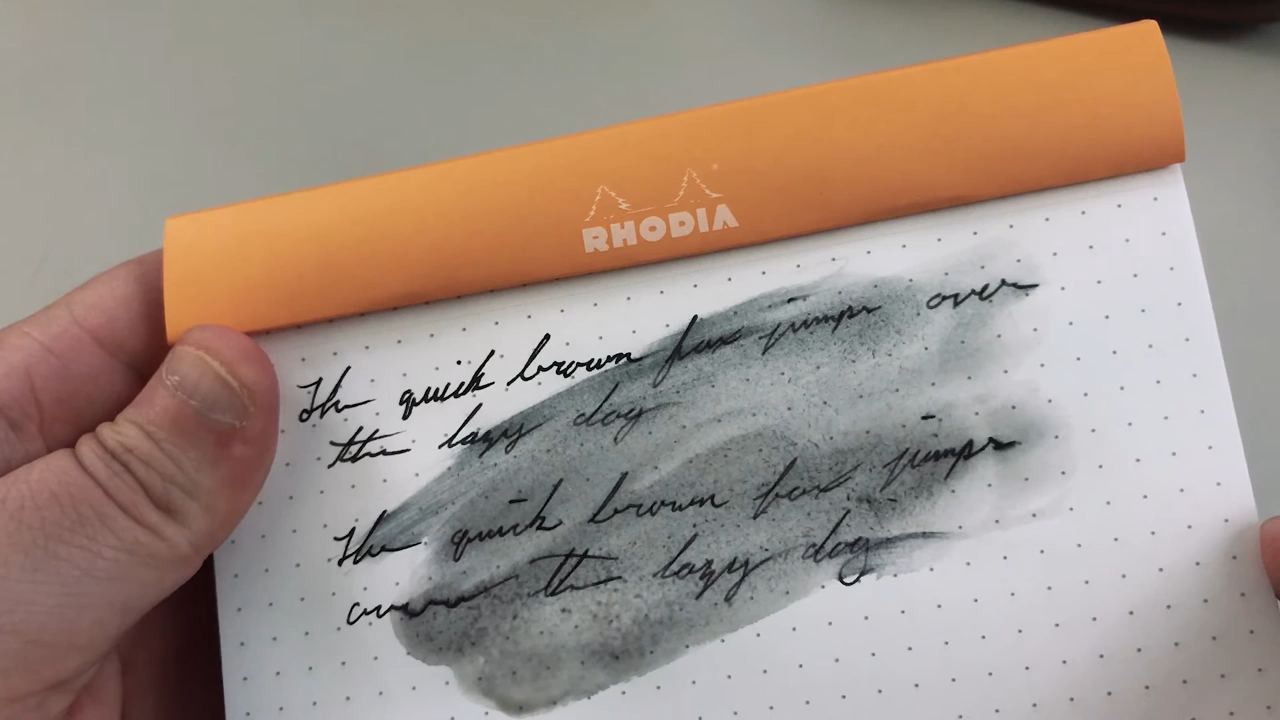 RHODIA
The quick brown fox jumps over
the lazy dog
The quick brown fox jumps
over the lazy dog